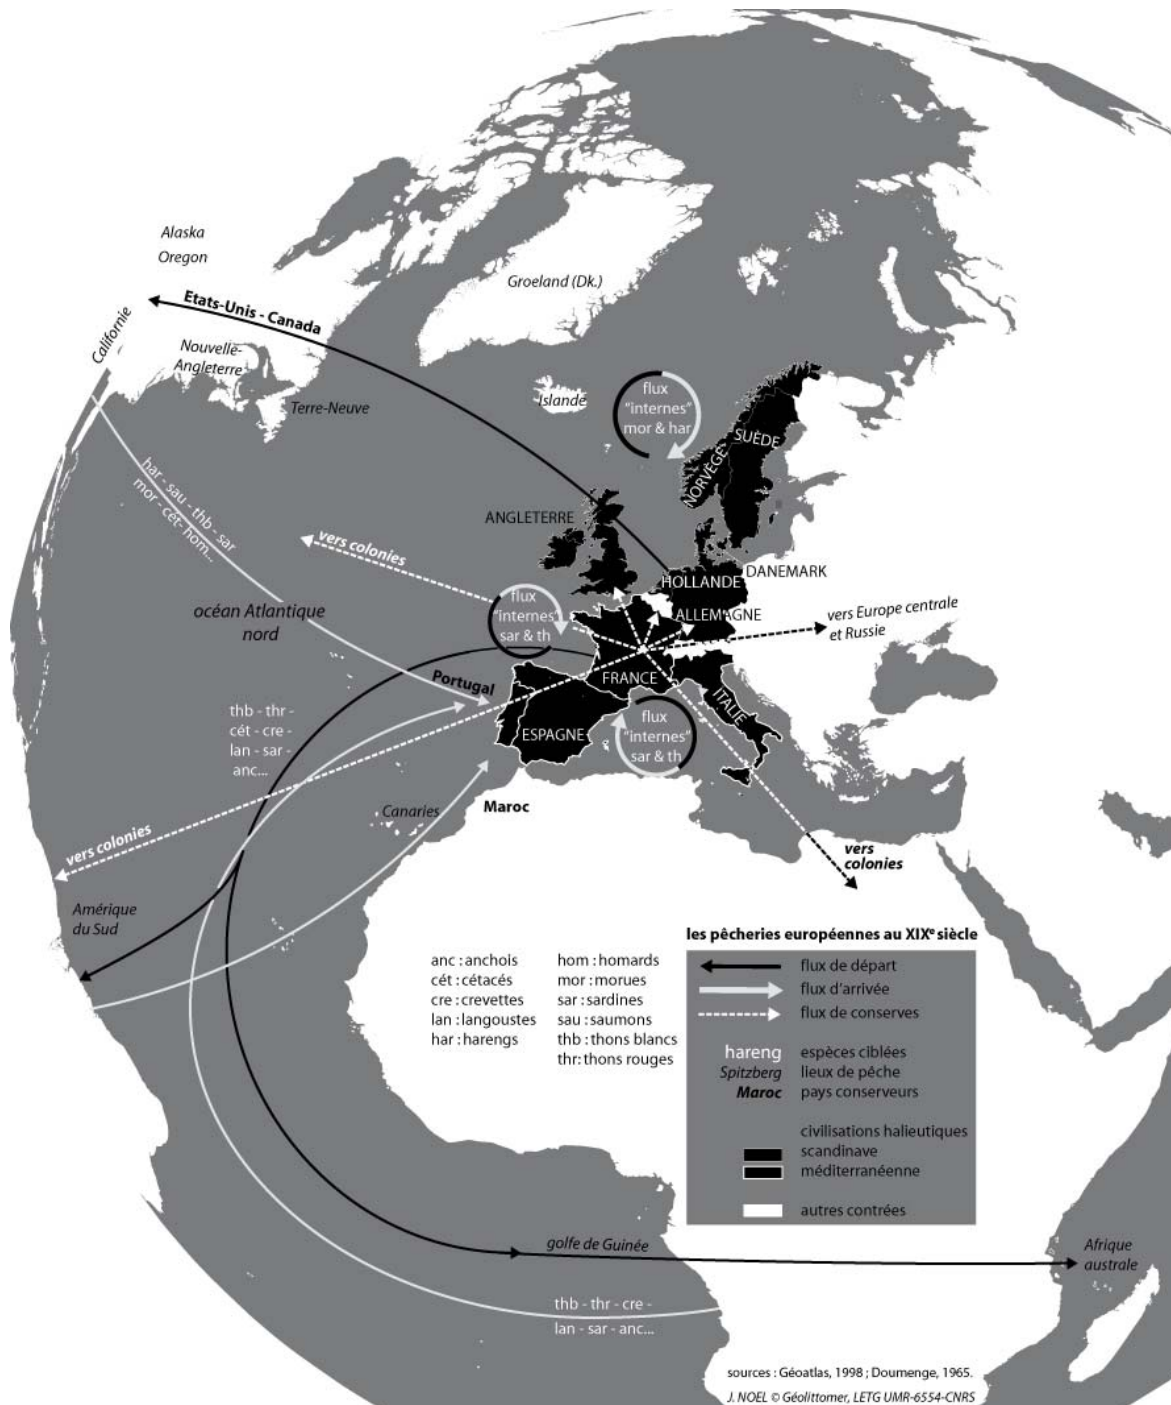 Alaska
Oregon
Groeland (Dk.)
Etats-Unis - Canada
Californie
Nouvelle-
Angleterre
Terre-Neuve
Islande
flux
"internes"
mor & har
SUÈDE
NORVÈGE
har - sau - thb - sar
mor - cét- hom...
ANGLETERRE
vers colonies
DANEMARK
HOLLANDE
flux
"internes"
sar & th
ALLEMAGNE
vers Europe centrale
et Russie
océan Atlantique
nord
FRANCE
Portugal
ITALIE
thb - thr -
cét - cre -
lan - sar -
anc...
ESPAGNE
flux
"internes"
sar & th
Canaries
Maroc
vers colonies
vers
colonies
Amérique
du Sud
anc : anchois
cét : cétacés
cre : crevettes
lan : langoustes
har : harengs
hom : homards
mor : morues
sar : sardines
sau : saumons
thb : thons blancs
thr: thons rouges
les pêcheries européennes au XIXe siècle
flux de départ
flux d'arrivée
flux de conserves
hareng espèces ciblées
Spitzberg lieux de pêche
Maroc pays conserveurs
civilisations halieutiques
scandinave
méditerranéenne
autres contrées
golfe de Guinée
Afrique
australe
thb - thr - cre -
lan - sar - anc...
sources : Géoatlas, 1998 ; Doumenge, 1965.
J. NOEL © Géolittomer, LETG UMR-6554-CNRS